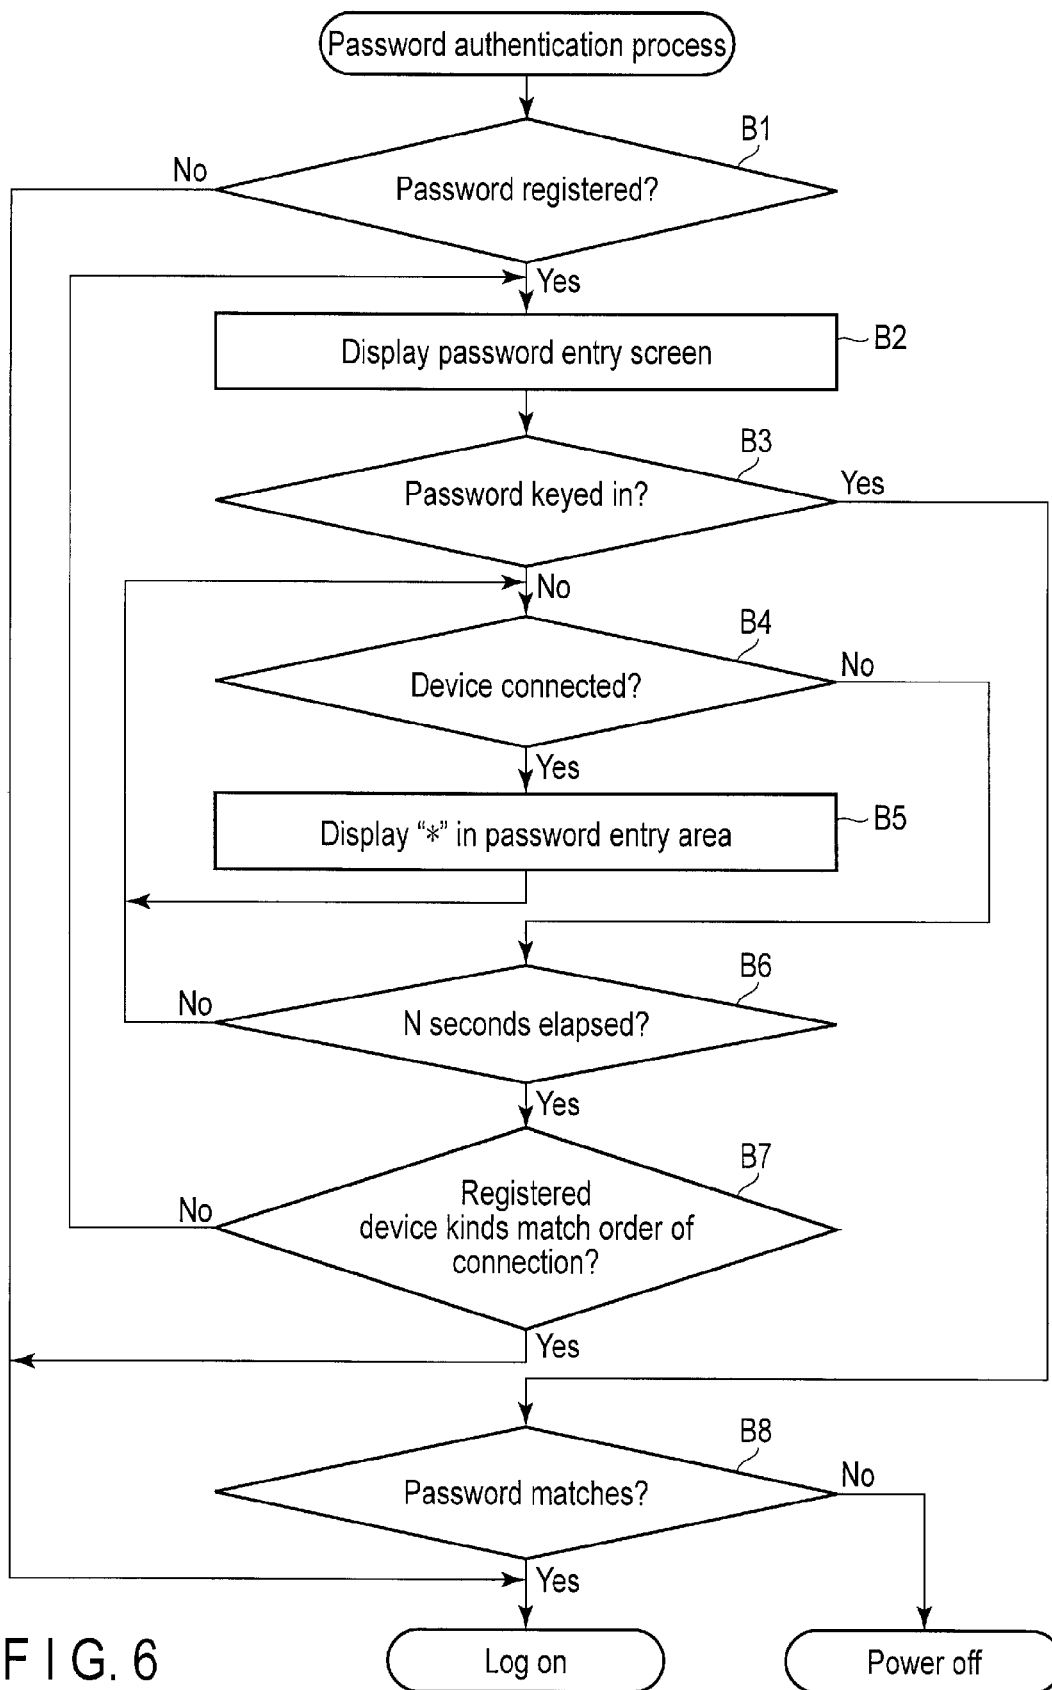 Password authentication process
B1
No
Password registered?
Yes
Display password entry screen
B2
B3
Password keyed in?
Yes
No
B4
No
Device connected?
Yes
Display “*” in password entry area
B5
B6
No
N seconds elapsed?
Yes
B7
No
Registered
device kinds match order of
connection?
Yes
B8
No
Password matches?
Yes
Log on
Power off
FIG. 6